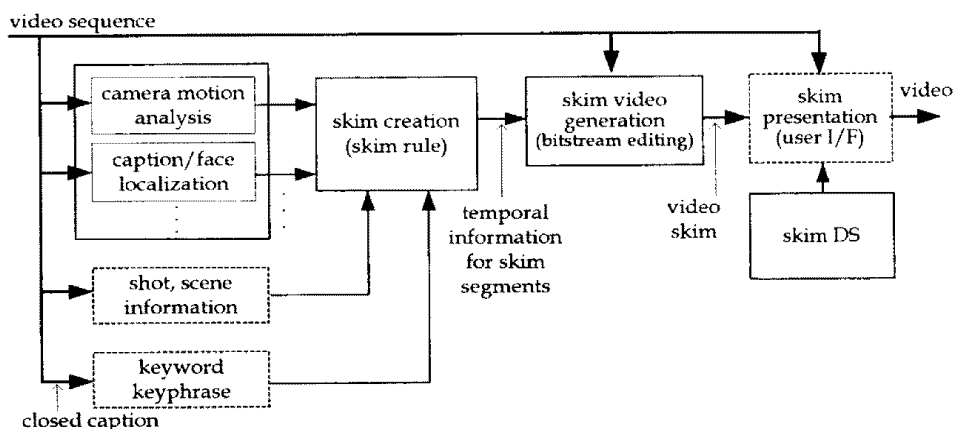 video sequence
camera motion
analysis
caption/face
localization
shot, scene
information
keyword
keyphrase
closed caption
skim creation
(skim rule)
temporal
information
for skim
segments
skim video
generation
(bitstream editing)
video
skim
skim
presentation
(user I/F)
skim DS
video